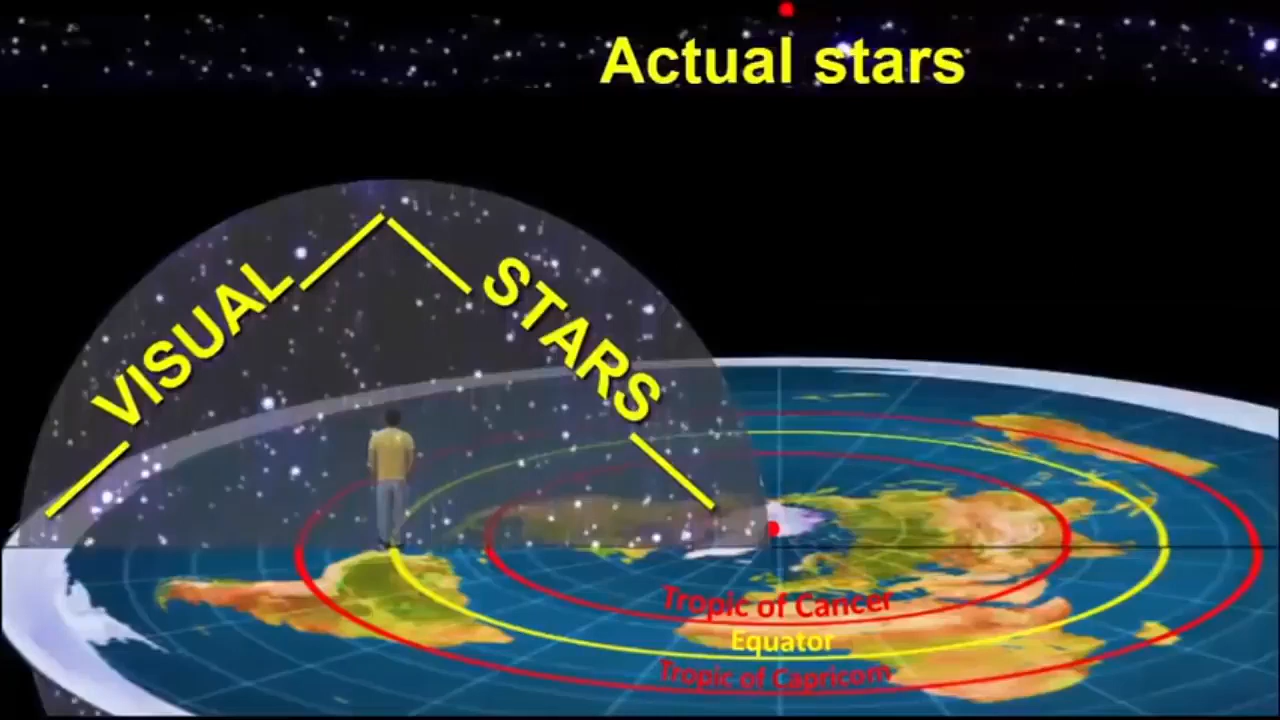 Actual stars
VISUAL
STARS
Tropic of Cancer
Equator
Tropic of Capricorn